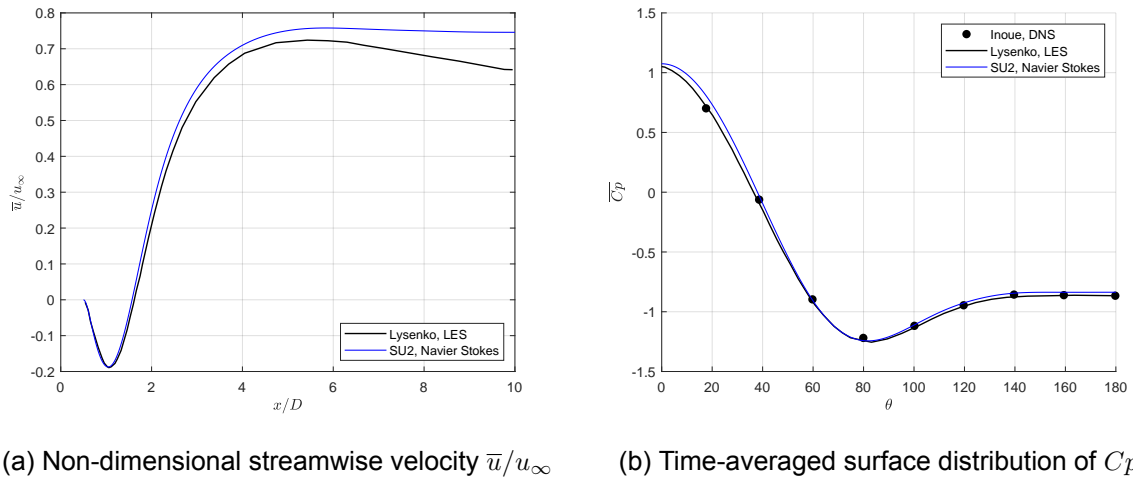 0.8
0.7
0.6
0.5
0.4
0.3
0.2
0.1
0
-0.1
-0.2
u̅/u∞
0 2 4 6 8 10
x/D
Lysenko, LES
SU2, Navier Stokes
(a) Non-dimensional streamwise velocity u̅/u∞
1.5
1
0.5
0
-0.5
-1
-1.5
C̅p̅
0 20 40 60 80 100 120 140 160 180
θ
Inoue, DNS
Lysenko, LES
SU2, Navier Stokes
(b) Time-averaged surface distribution of Cp